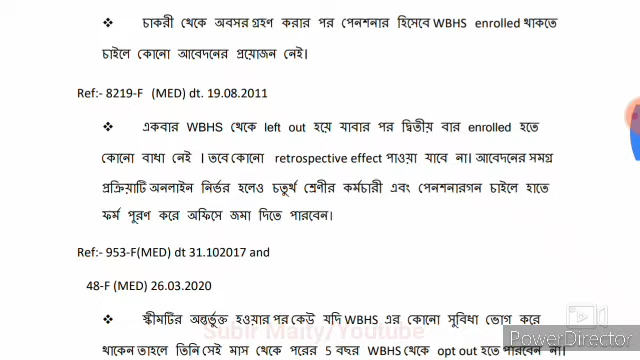 ❖ চাকরী থেকে অবসর গ্রহণ করার পর পেনশনার হিসেবে WBHS enrolled থাকতে
চাইলে কোনো আবেদনের প্রয়োজন নেই।
Ref:- 8219-F (MED) dt. 19.08.2011
❖ একবার WBHS থেকে left out হয়ে যাবার পর দ্বিতীয় বার enrolled হতে
কোনো বাধা নেই । তবে কোনো retrospective effect পাওয়া যাবে না। আবেদনের সমগ্র
প্রক্রিয়াটি অনলাইন নির্ভর হলেও চতুর্থ শ্রেণীর কর্মচারী এবং পেনশনারগন চাইলে হাতে
ফর্ম পূরণ করে অফিসে জমা দিতে পারবেন।
Ref:- 953-F(MED) dt 31.102017 and
48-F (MED) 26.03.2020
❖ স্কীমটির অন্তর্ভুক্ত হওয়ার পর কেউ যদি WBHS এর কোনো সুবিধা ভোগ করে
থাকেন তাহলে তিনি সেই মাস থেকে পরের 5 বছর WBHS থেকে opt out হতে পারবেন না।
Subir Maity/Youtube
PowerDirector